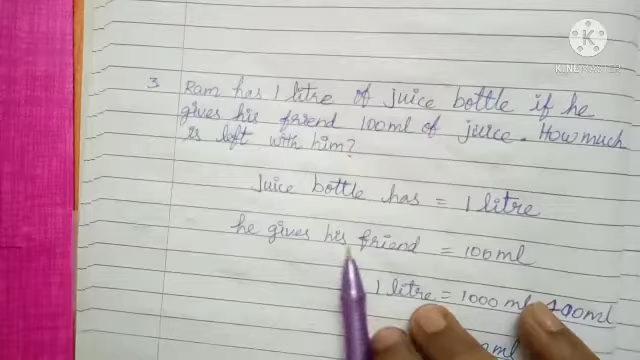 KINEMASTER
3 Ram has 1 litre of juice bottle if he
gives his friend 100ml of juice. How much
is left with him?
Juice bottle has = 1 litre
he gives his friend = 100ml
1 litre = 1000 ml